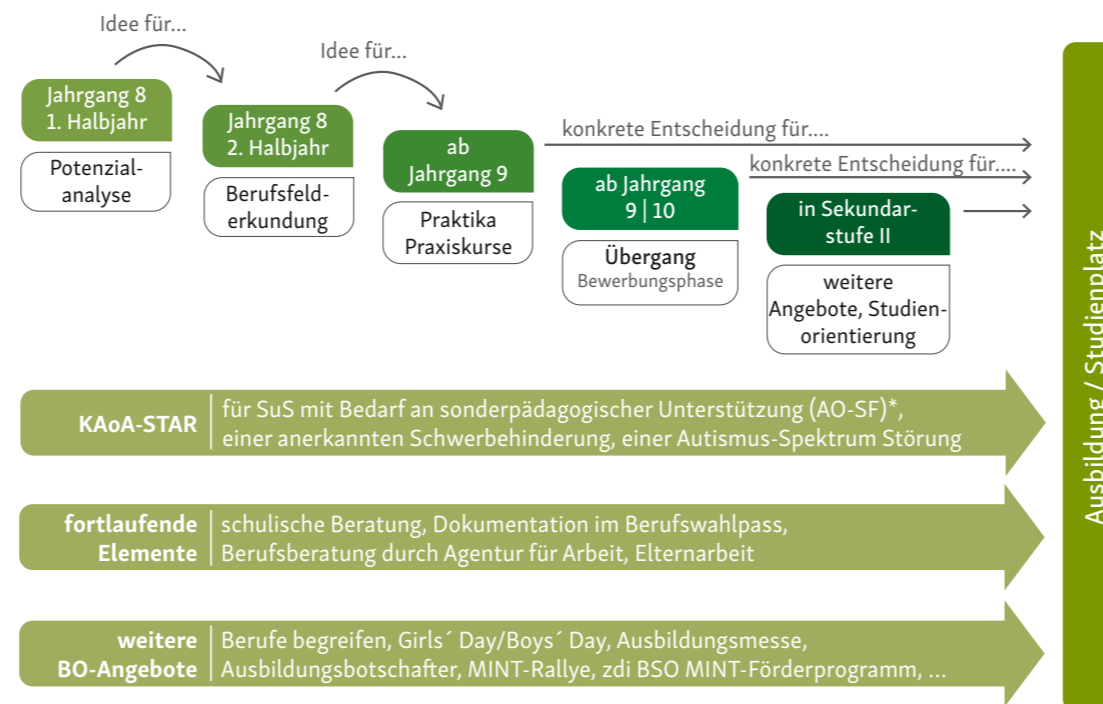 Idee für...
Idee für...
Jahrgang 8
1. Halbjahr
Potenzial-
analyse
Jahrgang 8
2. Halbjahr
Berufsfeld-
erkundung
ab
Jahrgang 9
Praktika
Praxiskurse
konkrete Entscheidung für....
ab Jahrgang
9 | 10
Übergang
Bewerbungsphase
konkrete Entscheidung für....
in Sekundar-
stufe II
weitere
Angebote, Studien-
orientierung
KAoA-STAR
für SuS mit Bedarf an sonderpädagogischer Unterstützung (AO-SF)*,
einer anerkannten Schwerbehinderung, einer Autismus-Spektrum Störung
fortlaufende
Elemente
schulische Beratung, Dokumentation im Berufswahlpass,
Berufsberatung durch Agentur für Arbeit, Elternarbeit
weitere
BO-Angebote
Berufe begreifen, Girls´ Day/Boys´ Day, Ausbildungsmesse,
Ausbildungsbotschafter, MINT-Rallye, zdi BSO MINT-Förderprogramm, ...
Ausbildung / Studienplatz